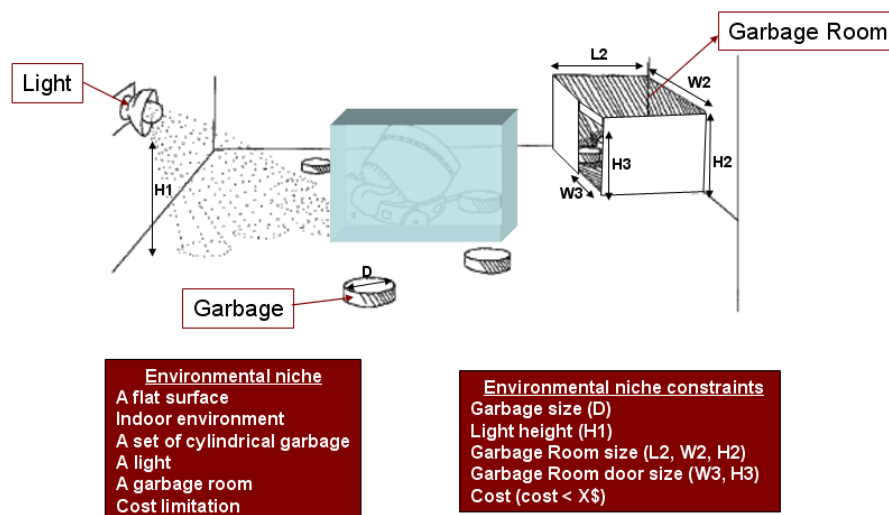 Garbage Room
Light
L2
W2
H1
H3
H2
W3
D
Garbage
Environmental niche
A flat surface
Indoor environment
A set of cylindrical garbage
A light
A garbage room
Cost limitation
Environmental niche constraints
Garbage size (D)
Light height (H1)
Garbage Room size (L2, W2, H2)
Garbage Room door size (W3, H3)
Cost (cost < X$)